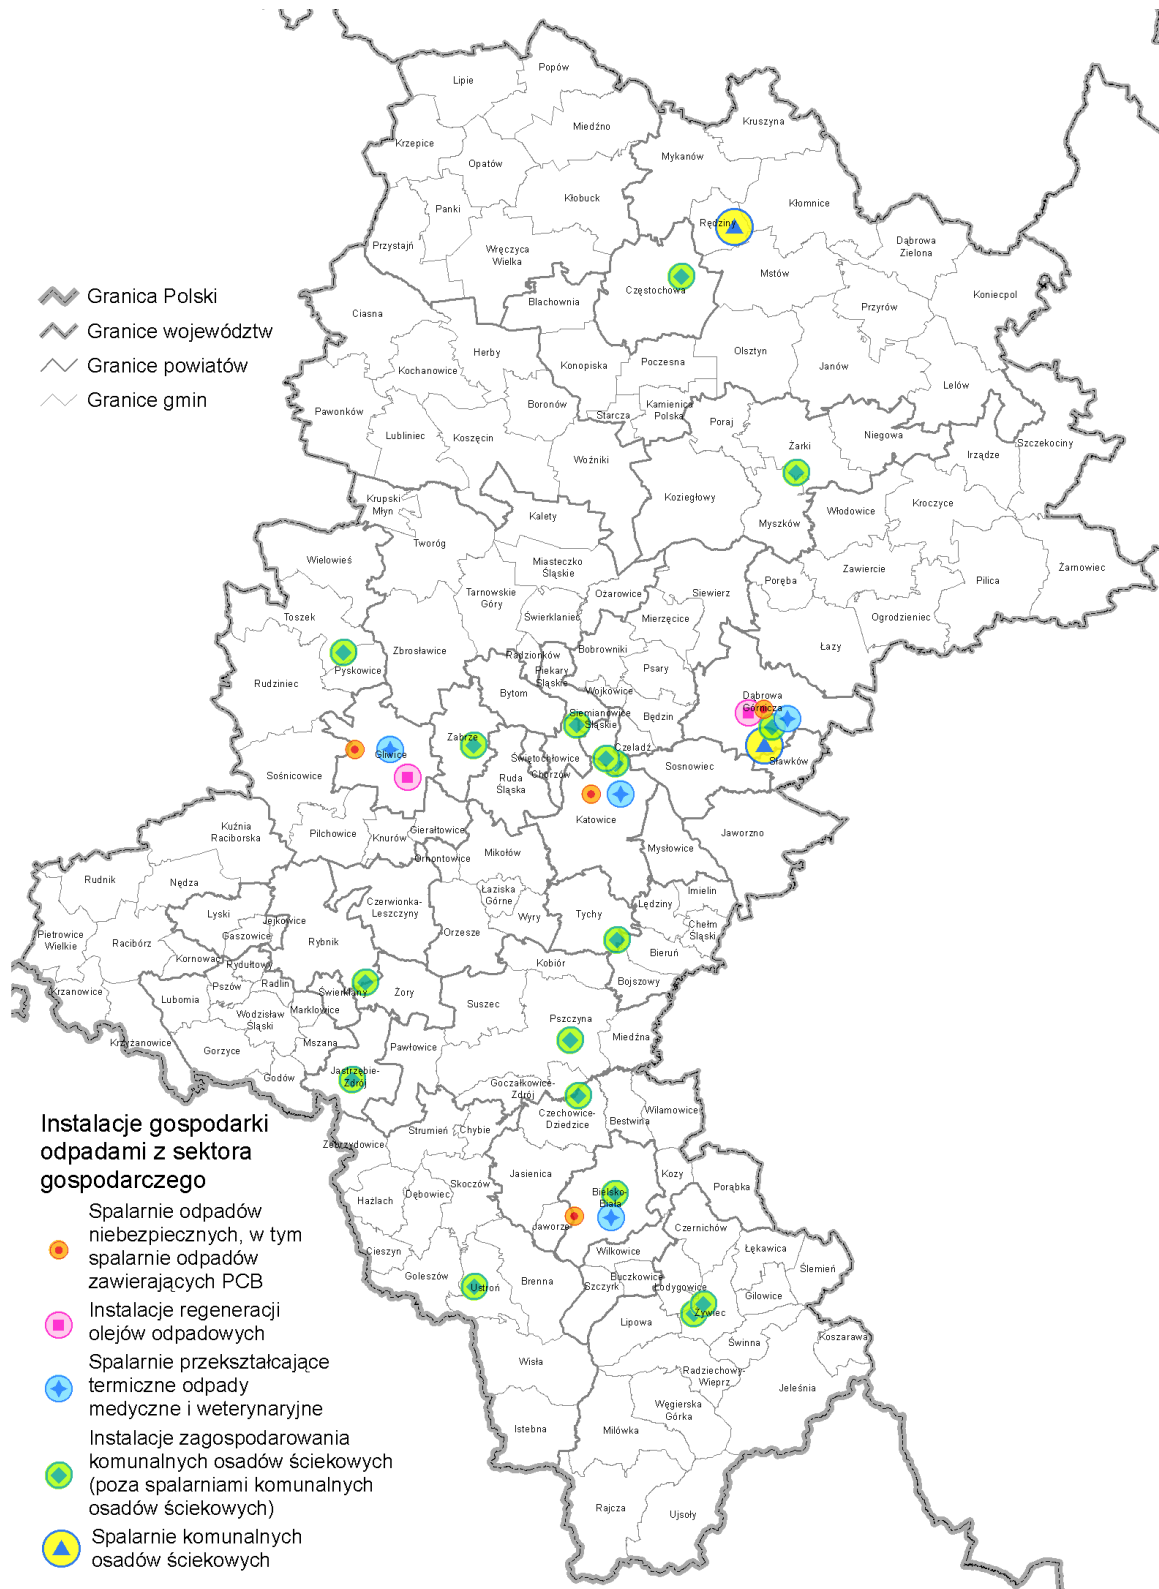 Lipie
Popów
Miedźno
Kruszyna
Krzepice
Opatów
Mykanów
Kłobuck
Panki
Kłomnice
Rędziny
Przystajń
Wręczyca
Wielka
Dąbrowa
Zielona
Mstów
Częstochowa
Koniecpol
Blachownia
Przyrów
Ciasna
Herby
Olsztyn
Konopiska
Poczesna
Janów
Kochanowice
Lelów
Boronów
Kamienica
Polska
Pawonków
Starcza
Poraj
Lubliniec
Koszęcin
Żarki
Niegowa
Szczekociny
Irządze
Woźniki
Krupski
Młyn
Koziegłowy
Kroczyce
Włodowice
Kalety
Myszków
Tworóg
Wielowieś
Miasteczko
Śląskie
Zawiercie
Żarnowiec
Poręba
Pilica
Tarnowskie
Góry
Ożarowice
Siewierz
Toszek
Świerklaniec
Mierzęcice
Ogrodzieniec
Łazy
Zbrosławice
Bobrowniki
Radzionków
Piekary
Śląskie
Psary
Pyskowice
Rudziniec
Bytom
Wojkowice
Dąbrowa
Górnicza
Siemianowice
Śląskie
Będzin
Zabrze
Czeladź
Gliwice
Świętochłowice
Sławków
Sosnowiec
Sośnicowice
Ruda
Śląska
Chorzów
Katowice
Kuźnia
Raciborska
Pilchowice
Knurów
Gierałtowice
Jaworzno
Mysłowice
Ornontowice
Mikołów
Rudnik
Nędza
Łaziska
Górne
Imielin
Czerwionka-
Leszczyny
Lędziny
Lyski
Wyry
Tychy
Chełm
Śląski
Jejkowice
Pietrowice
Wielkie
Gaszowice
Racibórz
Rybnik
Orzesze
Bieruń
Kornowac
Rydułtowy
Kobiór
Bojszowy
Pszów
Radlin
Krzanowice
Świerklany
Żory
Lubomia
Suszec
Marklowice
Wodzisław
Śląski
Pszczyna
Miedźna
Krzyżanowice
Mszana
Gorzyce
Pawłowice
Jastrzębie-
Zdrój
Godów
Goczałkowice-
Zdrój
Wilamowice
Czechowice-
Dziedzice
Bestwina
Strumień
Chybie
Zebrzydowice
Jasienica
Kozy
Skoczów
Porąbka
Hażlach
Dębowiec
Bielsko-
Biała
Jaworze
Czernichów
Cieszyn
Wilkowice
Łękawica
Ślemień
Goleszów
Brenna
Buczkowice
Szczyrk
Łodygowice
Ustroń
Gilowice
Żywiec
Lipowa
Świnna
Koszarawa
Wisła
Radziechowy-
Wieprz
Jeleśnia
Węgierska
Górka
Istebna
Milówka
Rajcza
Ujsoły
Granica Polski
Granice województw
Granice powiatów
Granice gmin
Instalacje gospodarki
odpadami z sektora
gospodarczego
Spalarnie odpadów
niebezpiecznych, w tym
spalarnie odpadów
zawierających PCB
Instalacje regeneracji
olejów odpadowych
Spalarnie przekształcające
termiczne odpady
medyczne i weterynaryjne
Instalacje zagospodarowania
komunalnych osadów ściekowych
(poza spalarniami komunalnych
osadów ściekowych)
Spalarnie komunalnych
osadów ściekowych